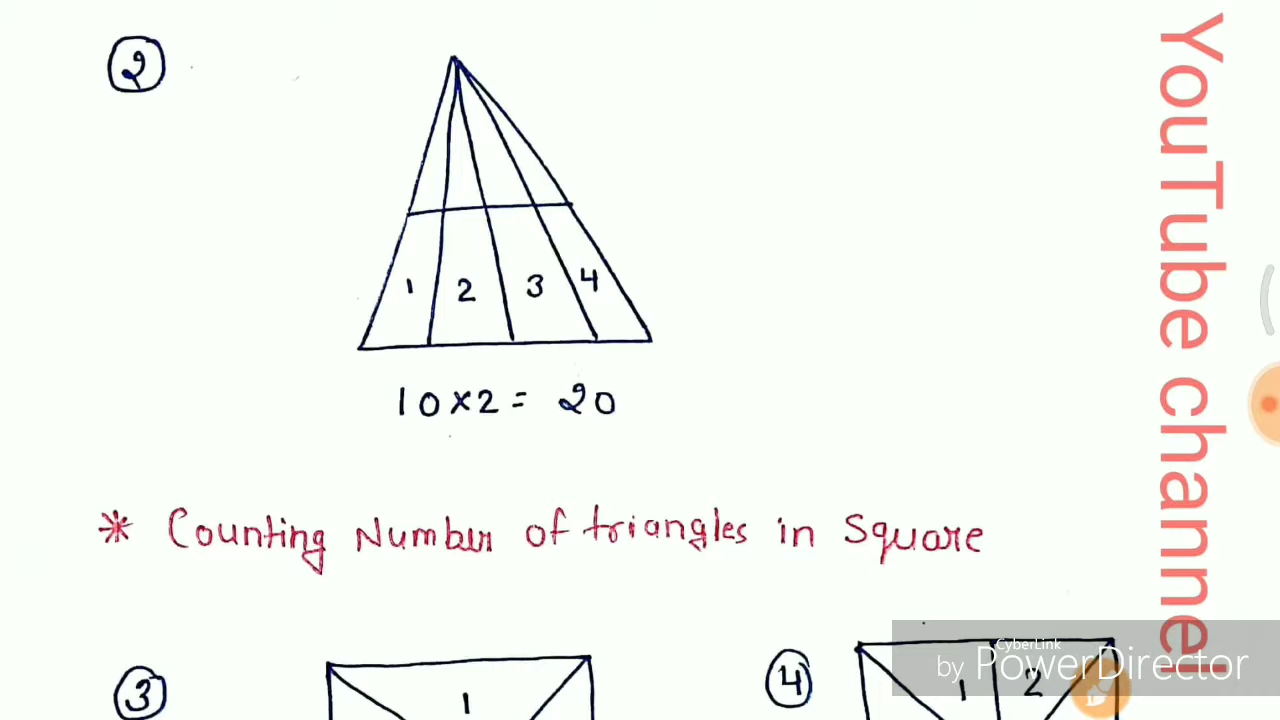 2
1 2 3 4
10×2 = 20
* Counting Number of triangles in Square
3
1
4
1 2
YouTube channel
CyberLink
by PowerDirector